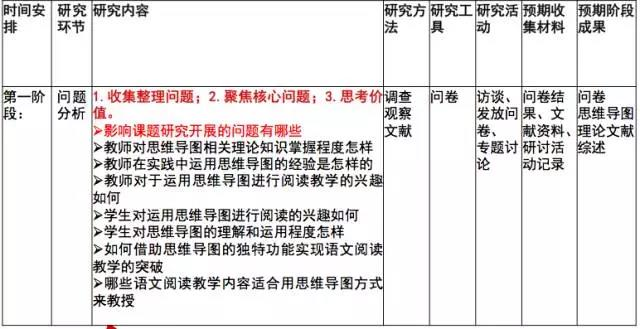 时间安排 研究环节 研究内容 研究方法 研究工具 研究活动 预期收集材料 预期阶段成果
第一阶段： 问题分析
1.收集整理问题；2.聚焦核心问题；3.思考价值。
➢影响课题研究开展的问题有哪些
➢教师对思维导图相关理论知识掌握程度怎样
➢教师在实践中运用思维导图的经验是怎样的
➢教师对于运用思维导图进行阅读教学的兴趣
如何
➢学生对运用思维导图进行阅读的兴趣如何
➢学生对思维导图的理解和运用程度怎样
➢如何借助思维导图的独特功能实现语文阅读
教学的突破
➢哪些语文阅读教学内容适合用思维导图方式
来教授
调查
观察
文献
问卷
访谈、
发放问
卷、
专题讨
论
问卷结
果、文
献资料、
研讨活
动记录
问卷
思维导图
理论文献
综述